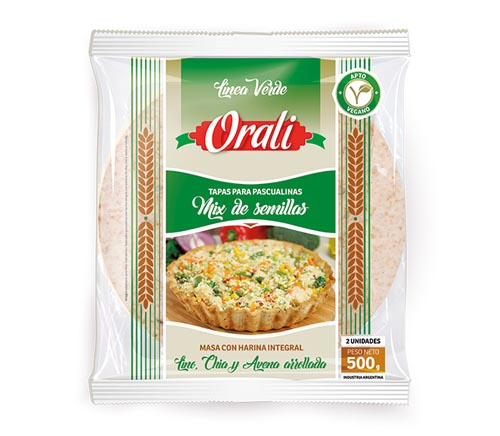 Linea Verde
APTO
VEGANO
Orali
TAPAS PARA PASCUALINAS
Mix de semillas
MASA CON HARINA INTEGRAL
Lino, Chia y Avena arrollada
2 UNIDADES
PESO NETO
500g
INDUSTRIA ARGENTINA